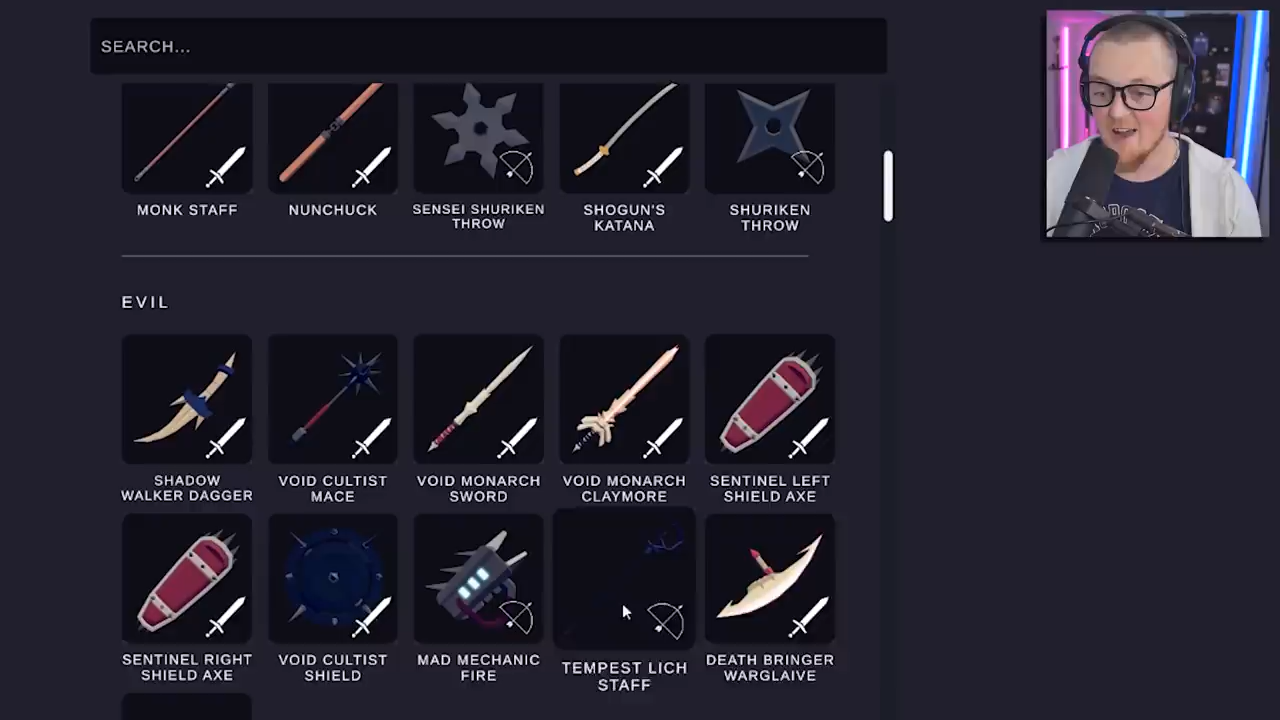 SEARCH...
MONK STAFF
NUNCHUCK
SENSEI SHURIKEN
THROW
SHOGUN'S
KATANA
SHURIKEN
THROW
EVIL
SHADOW
WALKER DAGGER
VOID CULTIST
MACE
VOID MONARCH
SWORD
VOID MONARCH
CLAYMORE
SENTINEL LEFT
SHIELD AXE
SENTINEL RIGHT
SHIELD AXE
VOID CULTIST
SHIELD
MAD MECHANIC
FIRE
TEMPEST LICH
STAFF
DEATH BRINGER
WARGLAIVE